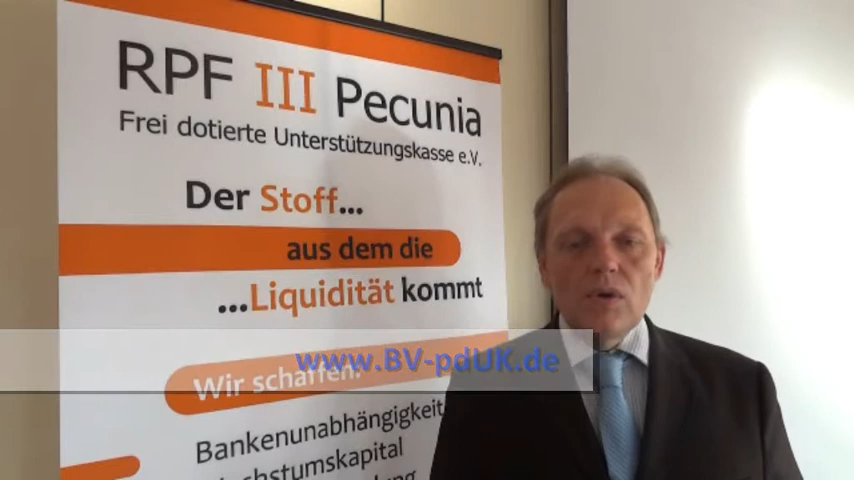 RPF III Pecunia
Frei dotierte Unterstützungskasse e.V.
Der Stoff...
aus dem die
...Liquidität kommt
www.BV-pdUK.de
Wir schaffen:
Bankenunabhängigkeit